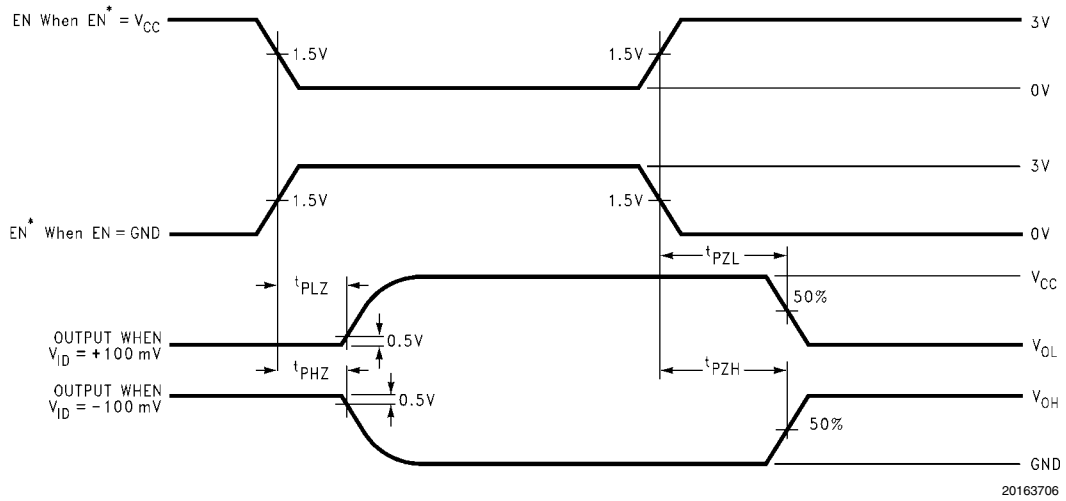 EN When EN* = VCC
3V
1.5V
1.5V
0V
3V
1.5V
1.5V
EN* When EN = GND
0V
tPZL
VCC
tPLZ
50%
OUTPUT WHEN
VID = +100 mV
0.5V
VOL
tPHZ
tPZH
OUTPUT WHEN
VID = -100 mV
0.5V
VOH
50%
GND
20163706